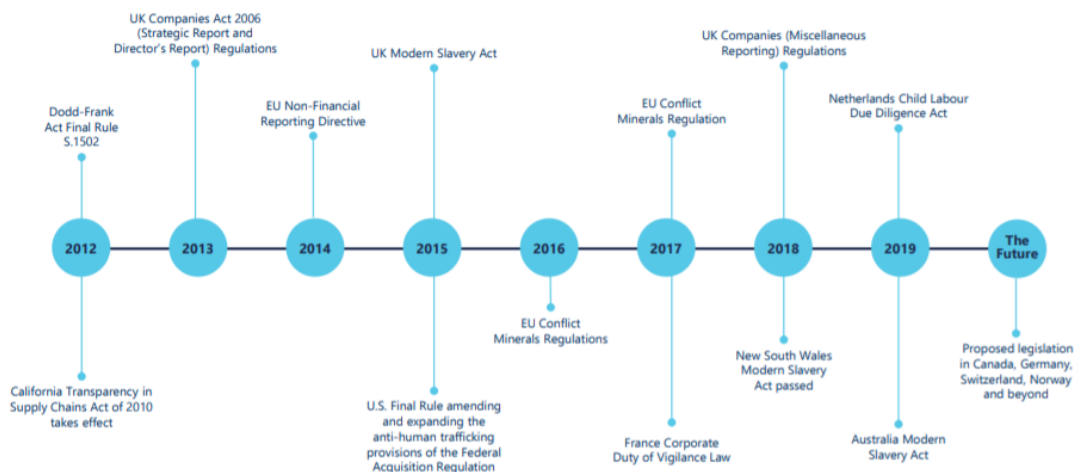 UK Companies Act 2006
(Strategic Report and
Director's Report) Regulations
UK Modern Slavery Act
UK Companies (Miscellaneous
Reporting) Regulations
Dodd-Frank
Act Final Rule
S.1502
EU Non-Financial
Reporting Directive
EU Conflict
Minerals Regulation
Netherlands Child Labour
Due Diligence Act
2012
2013
2014
2015
2016
2017
2018
2019
The
Future
California Transparency in
Supply Chains Act of 2010
takes effect
U.S. Final Rule amending
and expanding the
anti-human trafficking
provisions of the Federal
Acquisition Regulation
EU Conflict
Minerals Regulations
France Corporate
Duty of Vigilance Law
New South Wales
Modern Slavery
Act passed
Australia Modern
Slavery Act
Proposed legislation
in Canada, Germany,
Switzerland, Norway
and beyond